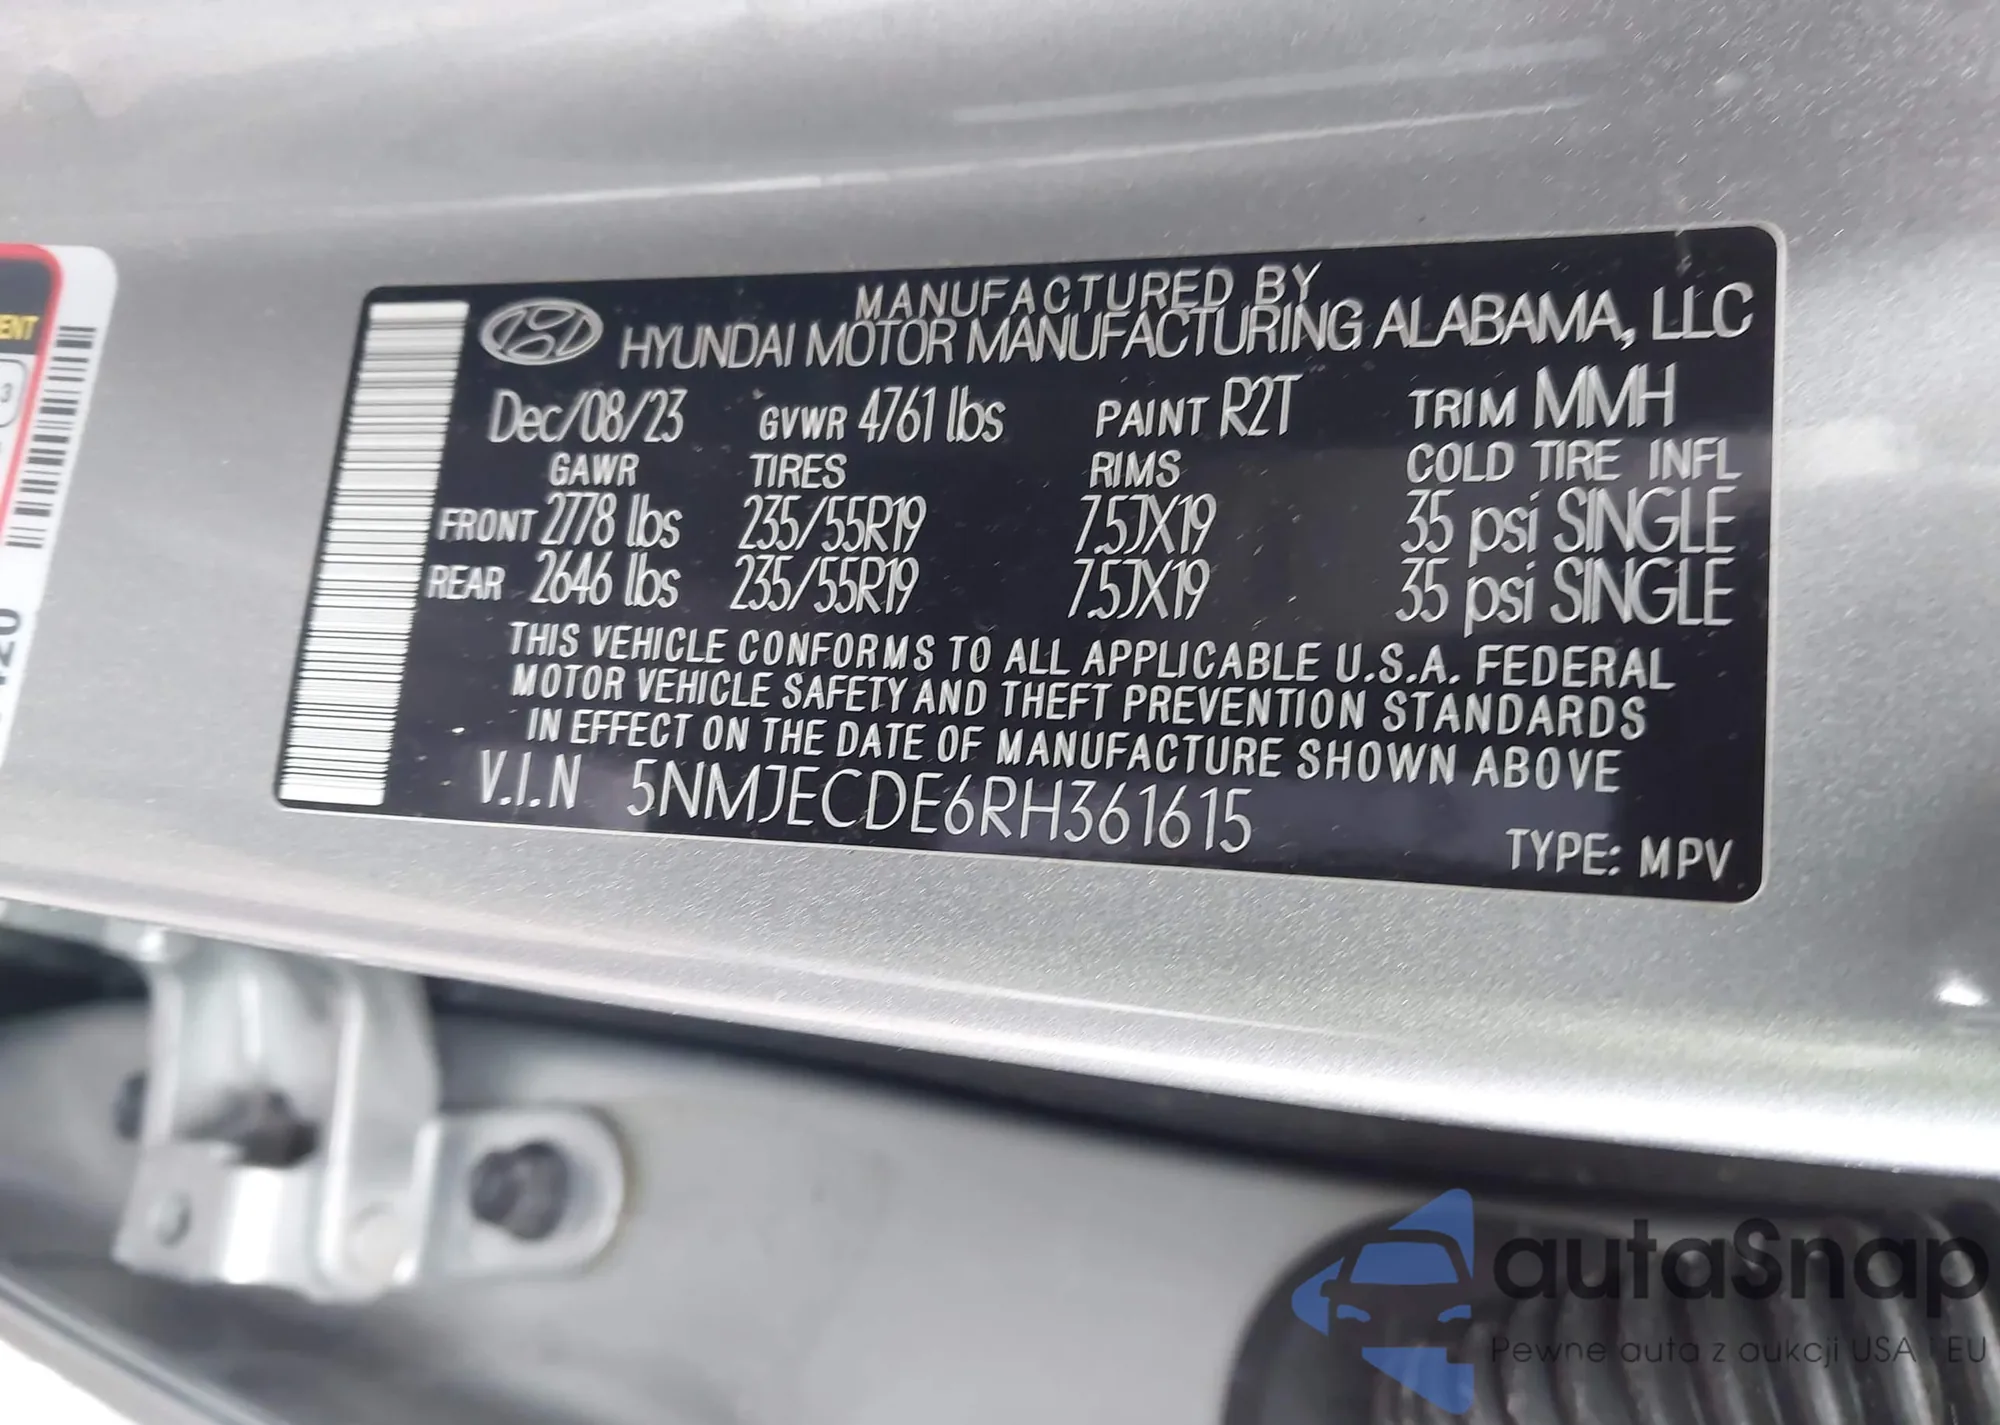 ENT
3
420
MANUFACTURED BY
HYUNDAI MOTOR MANUFACTURING ALABAMA, LLC
Dec/08/23 GVWR 4761 lbs PAINT R2T TRIM MMH
GAWR TIRES RIMS COLD TIRE INFL
FRONT 2778 lbs 235/55R19 7.5JX19 35 psi SINGLE
REAR 2646 lbs 235/55R19 7.5JX19 35 psi SINGLE
THIS VEHICLE CONFORMS TO ALL APPLICABLE U.S.A. FEDERAL
MOTOR VEHICLE SAFETY AND THEFT PREVENTION STANDARDS
IN EFFECT ON THE DATE OF MANUFACTURE SHOWN ABOVE
V.I.N 5NMJECDE6RH361615
TYPE: MPV
autaSnap
Pewne auta z aukcji USA i EU